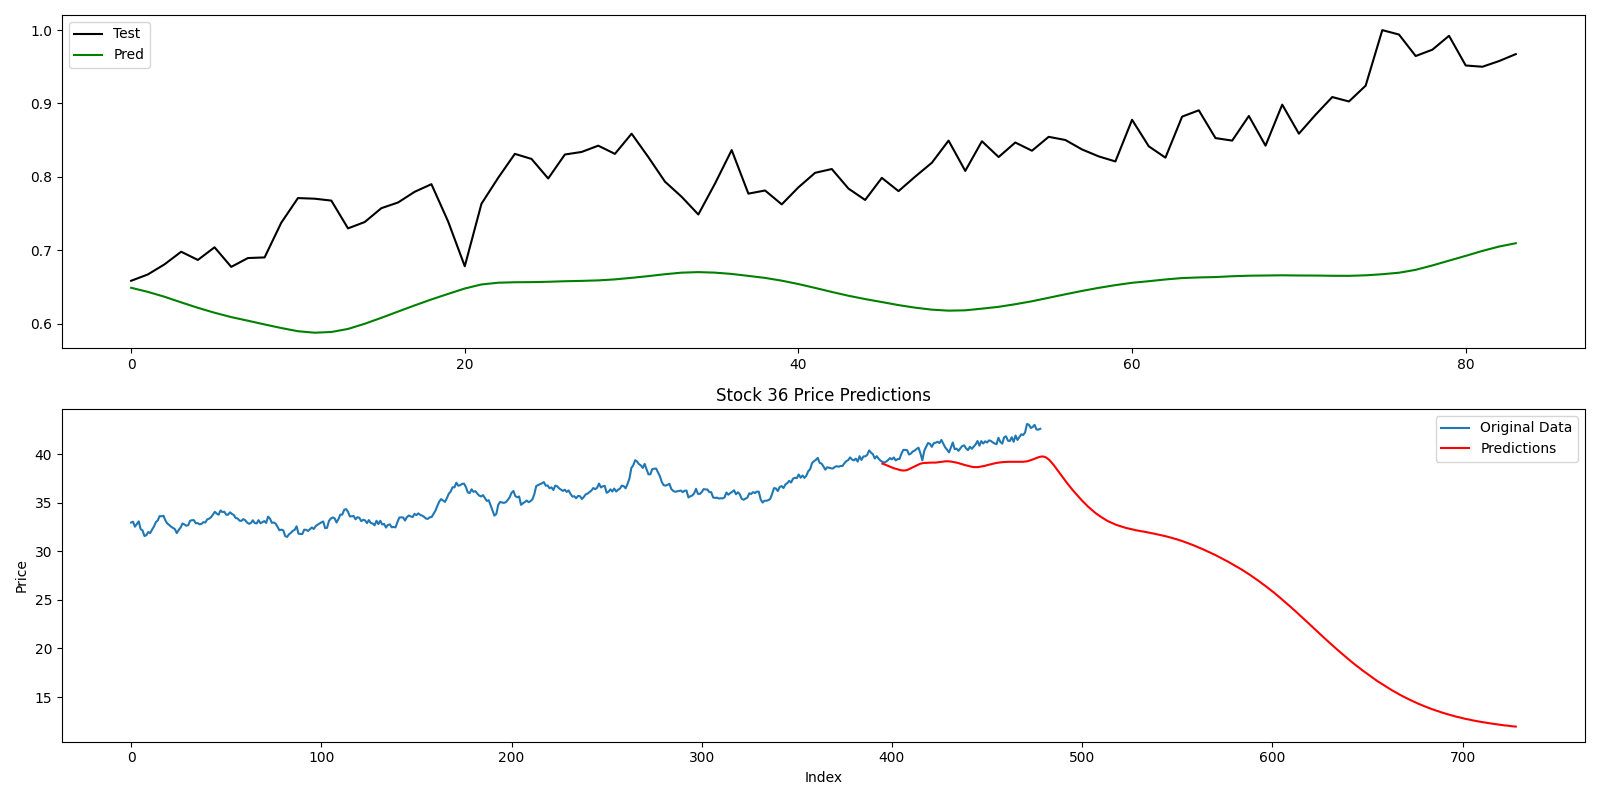 1.0
0.9
0.8
0.7
0.6
Test
Pred
0 20 40 60 80
Stock 36 Price Predictions
Price
40
35
30
25
20
15
Original Data
Predictions
0 100 200 300 400 500 600 700
Index